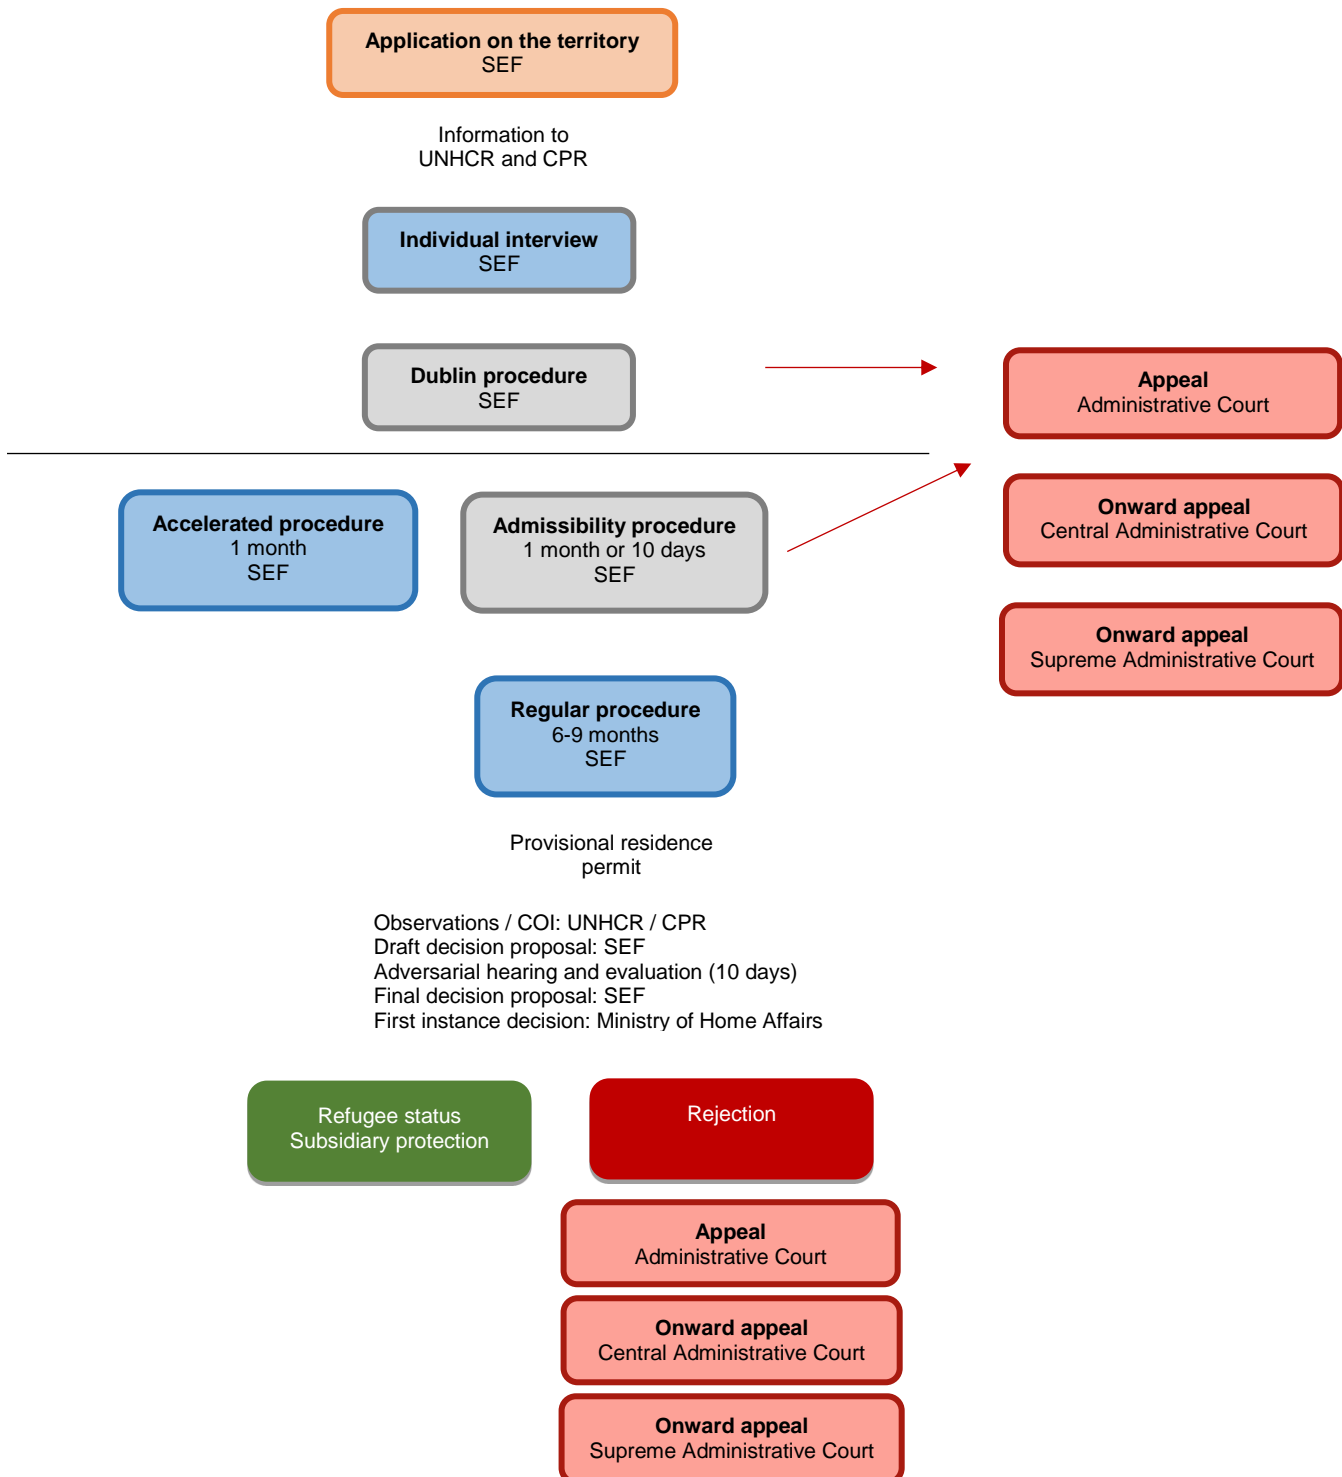 Application on the territory
SEF
Information to
UNHCR and CPR
Individual interview
SEF
Dublin procedure
SEF
Appeal
Administrative Court
Accelerated procedure
1 month
SEF
Admissibility procedure
1 month or 10 days
SEF
Onward appeal
Central Administrative Court
Onward appeal
Supreme Administrative Court
Regular procedure
6-9 months
SEF
Provisional residence
permit
Observations / COI: UNHCR / CPR
Draft decision proposal: SEF
Adversarial hearing and evaluation (10 days)
Final decision proposal: SEF
First instance decision: Ministry of Home Affairs
Refugee status
Subsidiary protection
Rejection
Appeal
Administrative Court
Onward appeal
Central Administrative Court
Onward appeal
Supreme Administrative Court